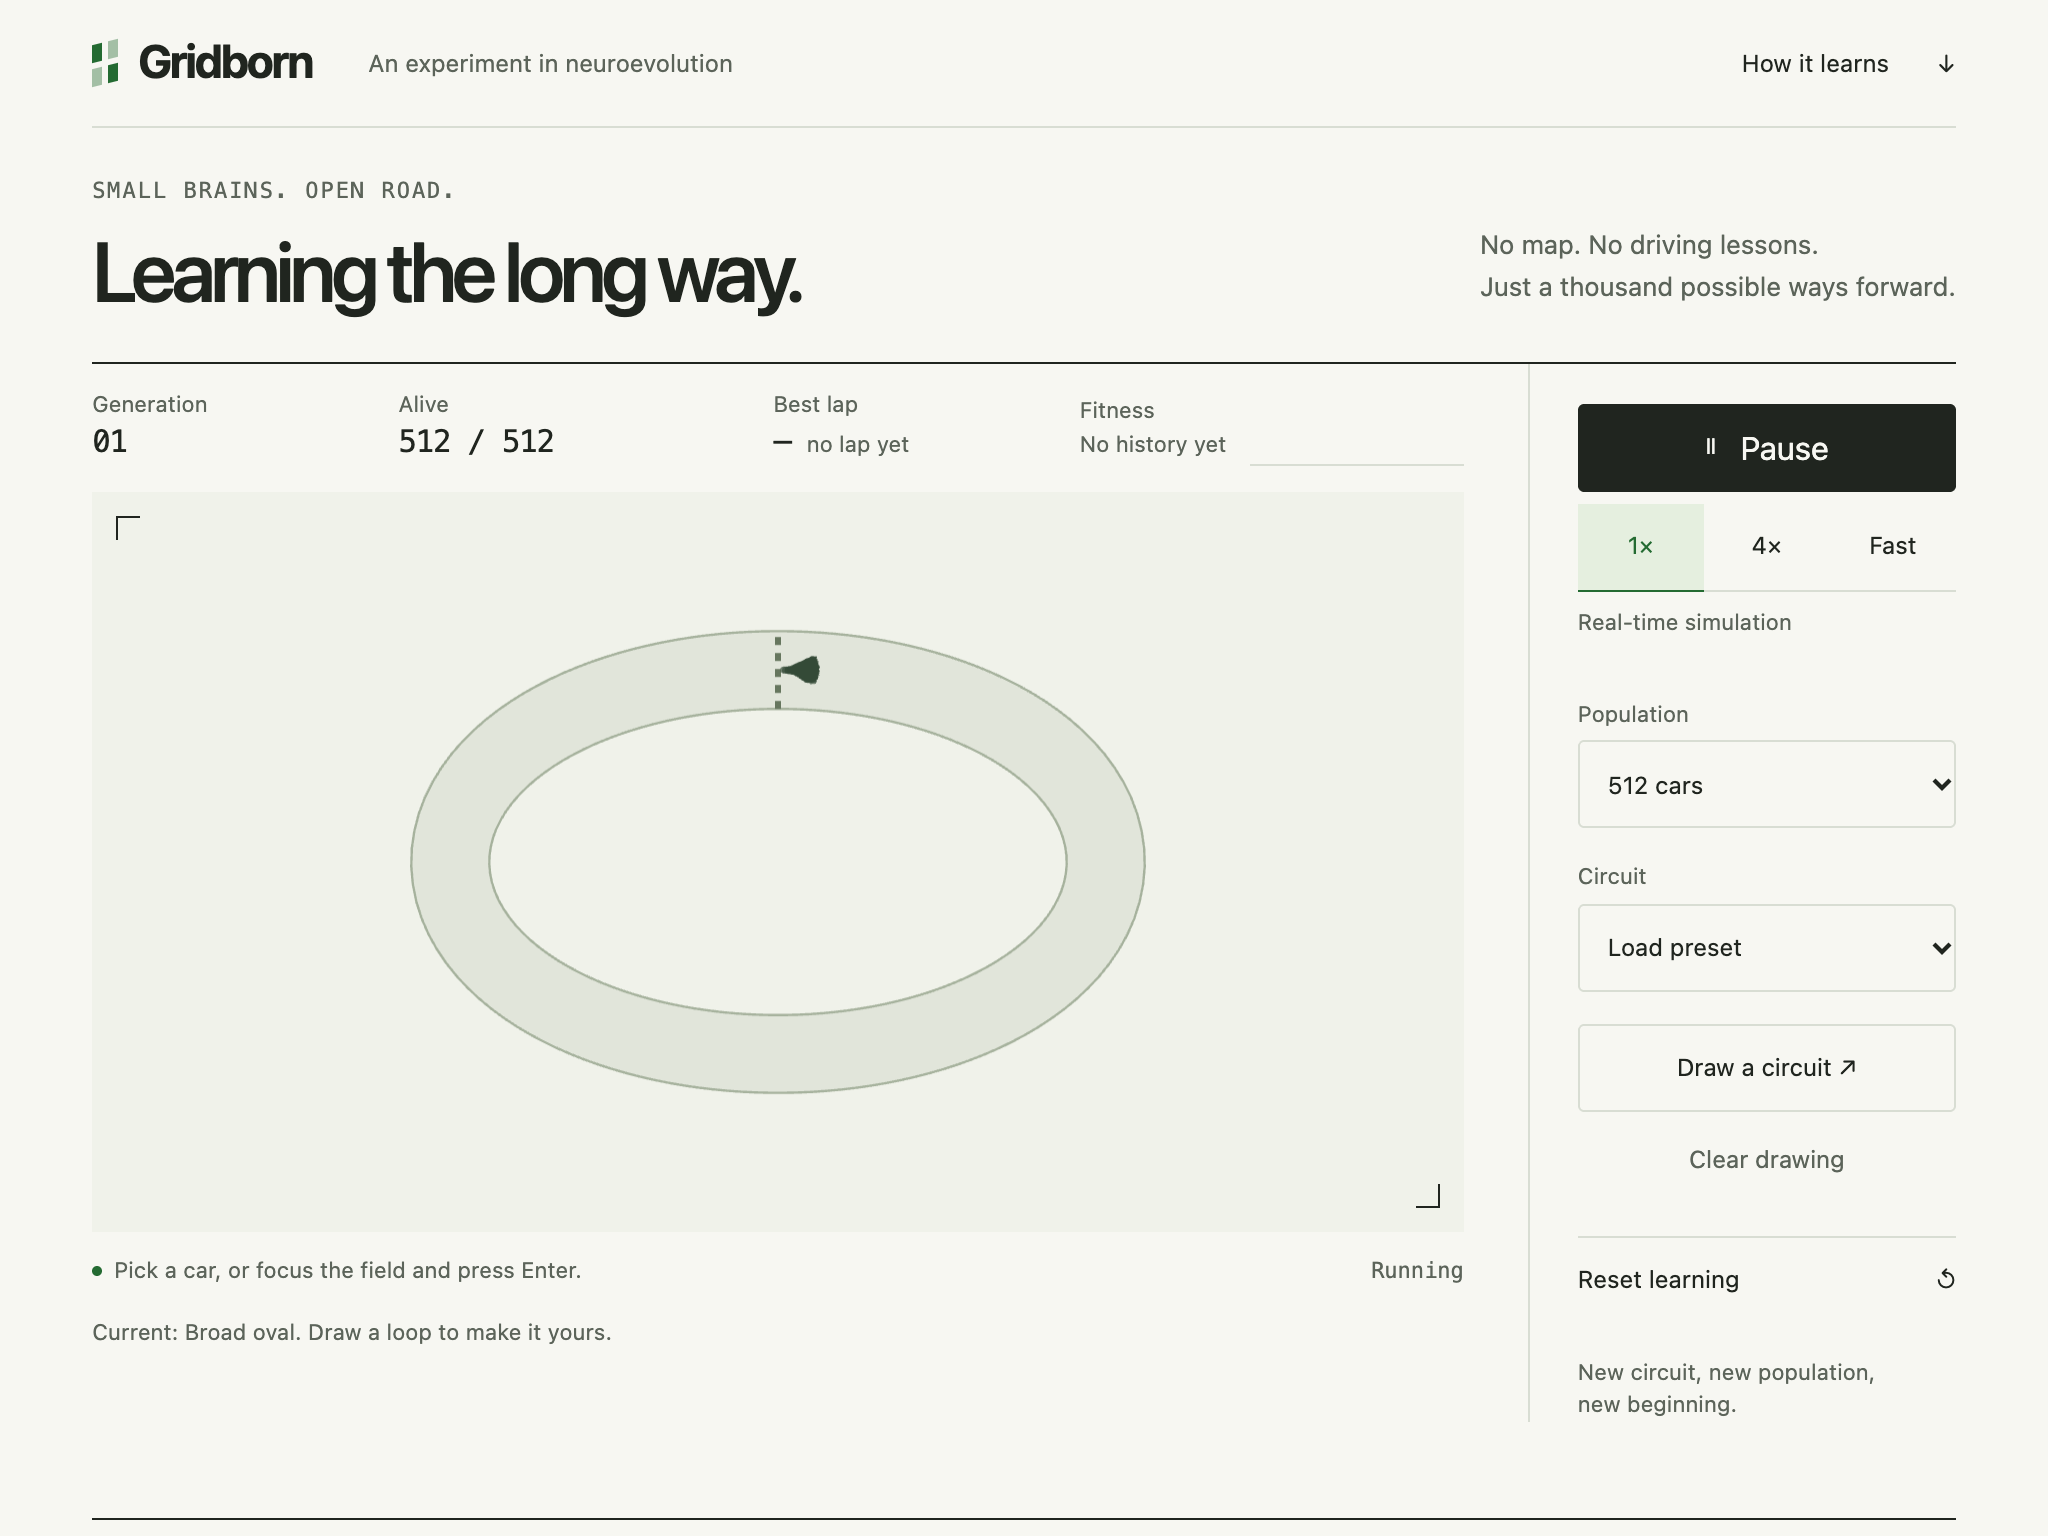 Gridborn
An experiment in neuroevolution
How it learns ↓
SMALL BRAINS. OPEN ROAD.
Learning the long way.
No map. No driving lessons.
Just a thousand possible ways forward.
Generation
01
Alive
512 / 512
Best lap
— no lap yet
Fitness
No history yet
Pause
1×
4×
Fast
Real-time simulation
Population
512 cars
Circuit
Load preset
Draw a circuit ↗
Clear drawing
Reset learning
New circuit, new population,
new beginning.
Pick a car, or focus the field and press Enter.
Running
Current: Broad oval. Draw a loop to make it yours.